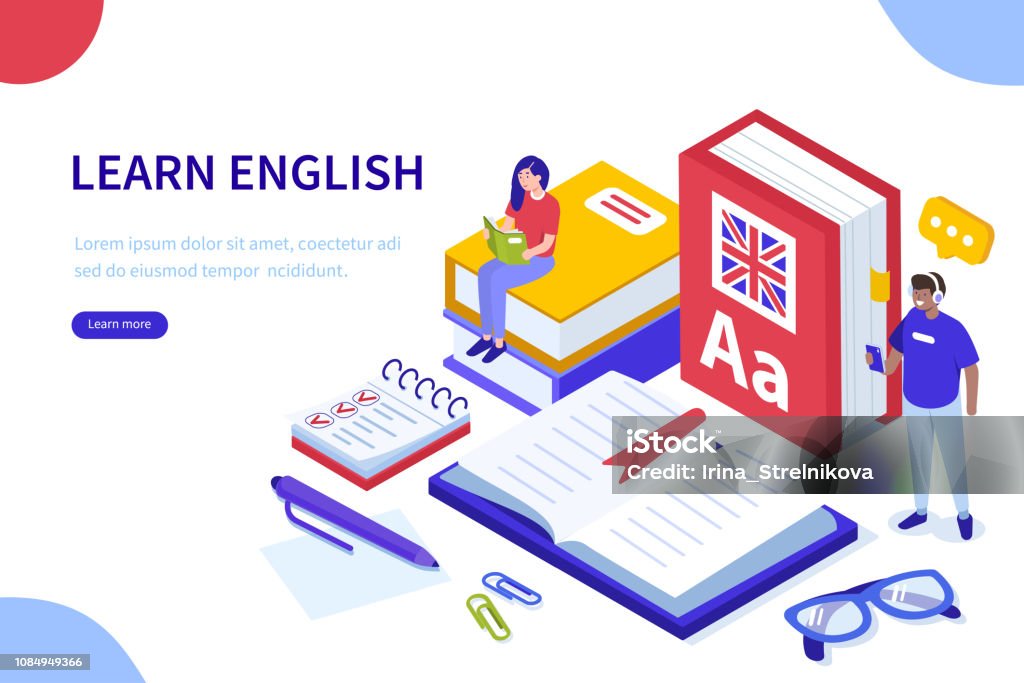 LEARN ENGLISH
Lorem ipsum dolor sit amet, coectetur adi
sed do eiusmod tempor ncididunt.
Learn more
Aa
iStock
Credit: Irina_Strelnikova
1084949366